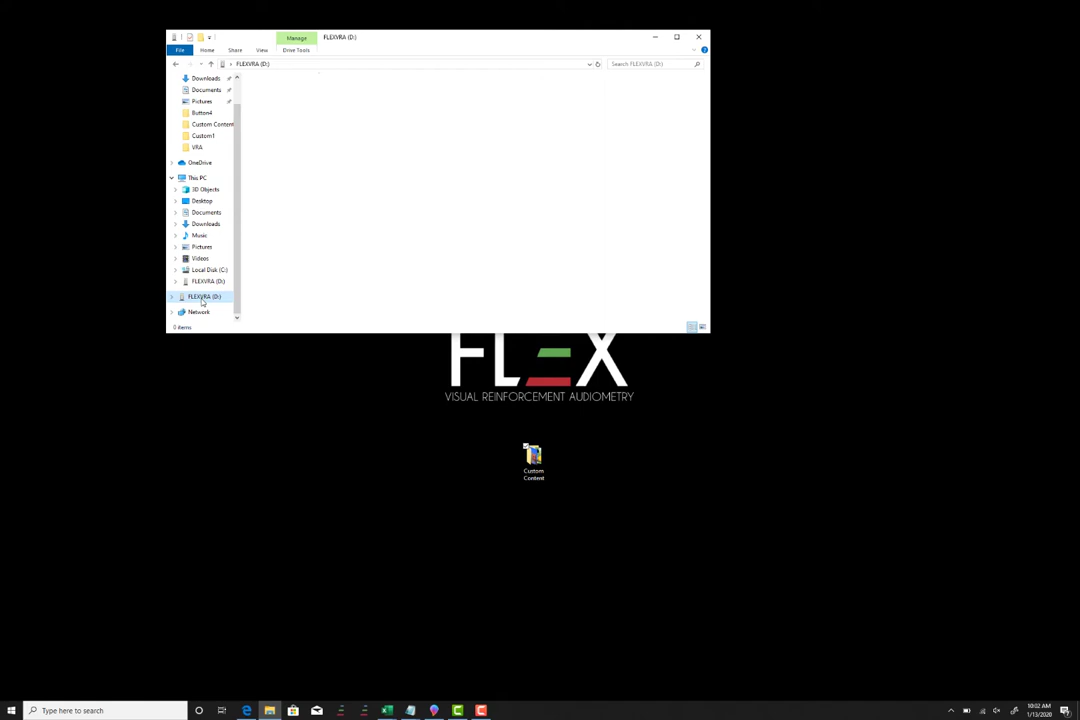 Manage
FLEXVRA (D:)
File
Home
Share
View
Drive Tools
FLEXVRA (D:)
Search FLEXVRA (D:)
Downloads
Documents
Pictures
Button4
Custom Content
Custom1
VRA
OneDrive
This PC
3D Objects
Desktop
Documents
Downloads
Music
Pictures
Videos
Local Disk (C:)
FLEXVRA (D:)
FLEXVRA (D:)
Network
0 items
FLEX
VISUAL REINFORCEMENT AUDIOMETRY
Custom
Content
Type here to search
10:02 AM
1/13/2020